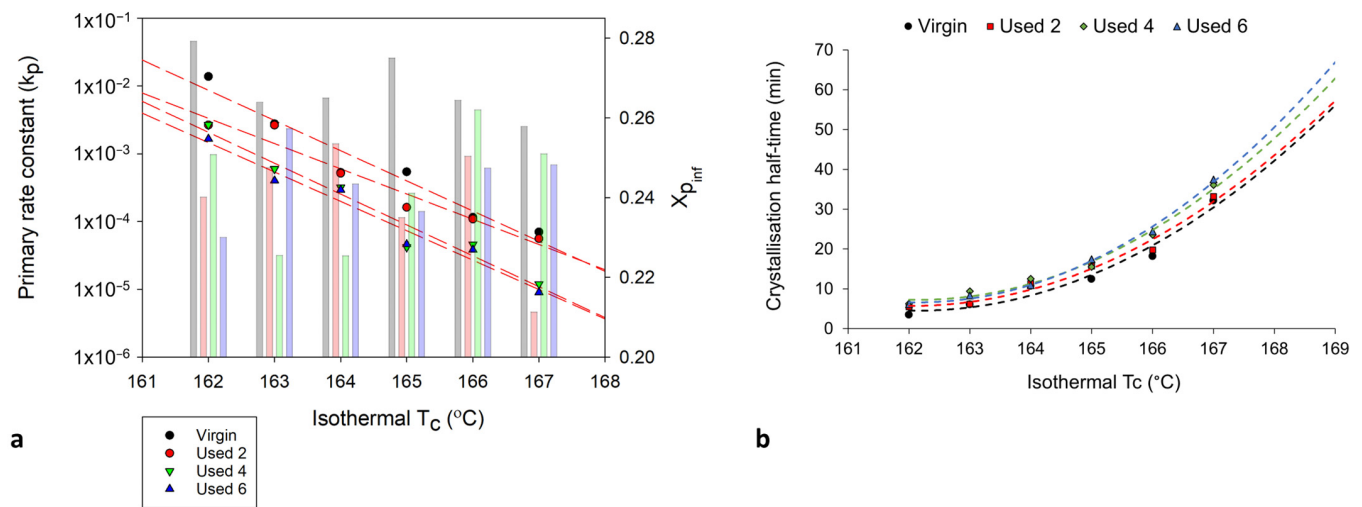 1x10⁻¹
1x10⁻²
1x10⁻³
1x10⁻⁴
1x10⁻⁵
1x10⁻⁶
Primary rate constant (kp)
0.28
0.26
0.24
0.22
0.20
Xp_inf
161 162 163 164 165 166 167 168
Isothermal T_C (°C)
Virgin
Used 2
Used 4
Used 6
a
Virgin Used 2 Used 4 Used 6
70
60
50
40
30
20
10
0
Crystallisation half-time (min)
161 162 163 164 165 166 167 168 169
Isothermal Tc (°C)
b